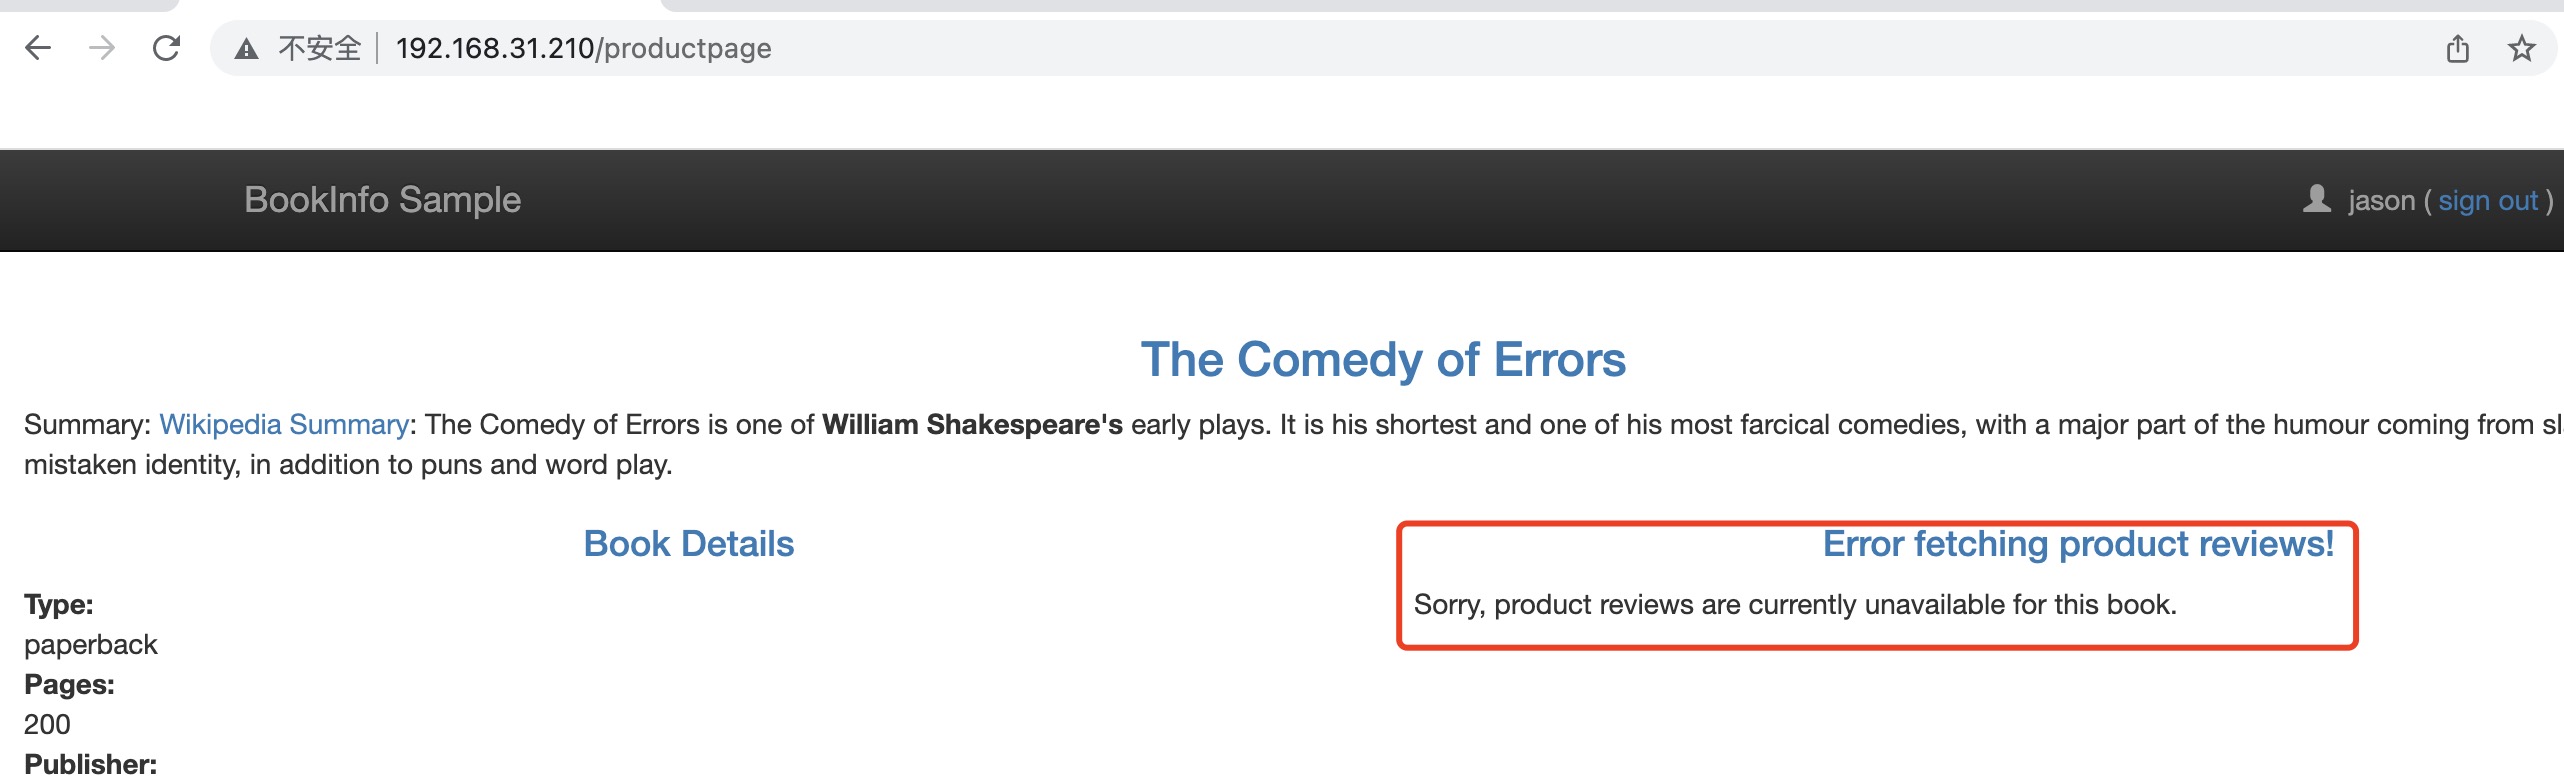 不安全 192.168.31.210/productpage
BookInfo Sample
jason ( sign out )
The Comedy of Errors
Summary: Wikipedia Summary: The Comedy of Errors is one of William Shakespeare's early plays. It is his shortest and one of his most farcical comedies, with a major part of the humour coming from
mistaken identity, in addition to puns and word play.
Book Details
Type:
paperback
Pages:
200
Publisher:
Error fetching product reviews!
Sorry, product reviews are currently unavailable for this book.